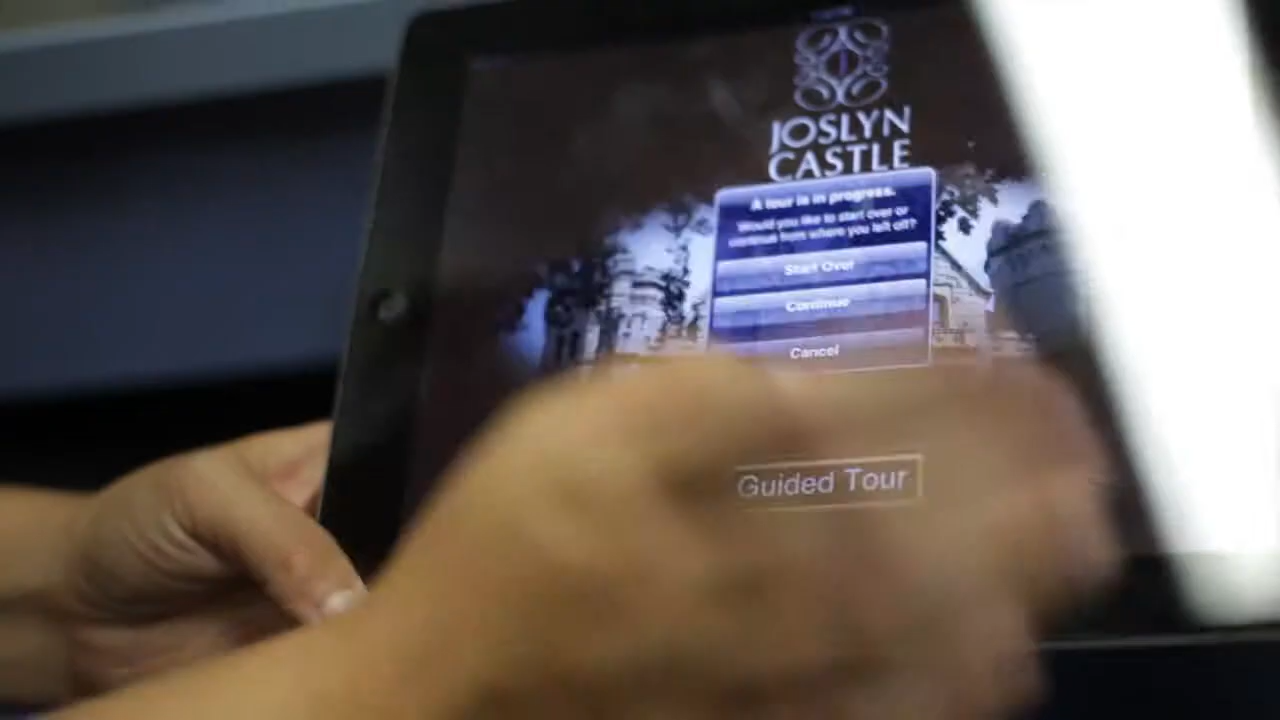 JOSLYN
CASTLE
A tour is in progress.
Would you like to start over or
continue from where you left off?
Start Over
Continue
Cancel
Guided Tour